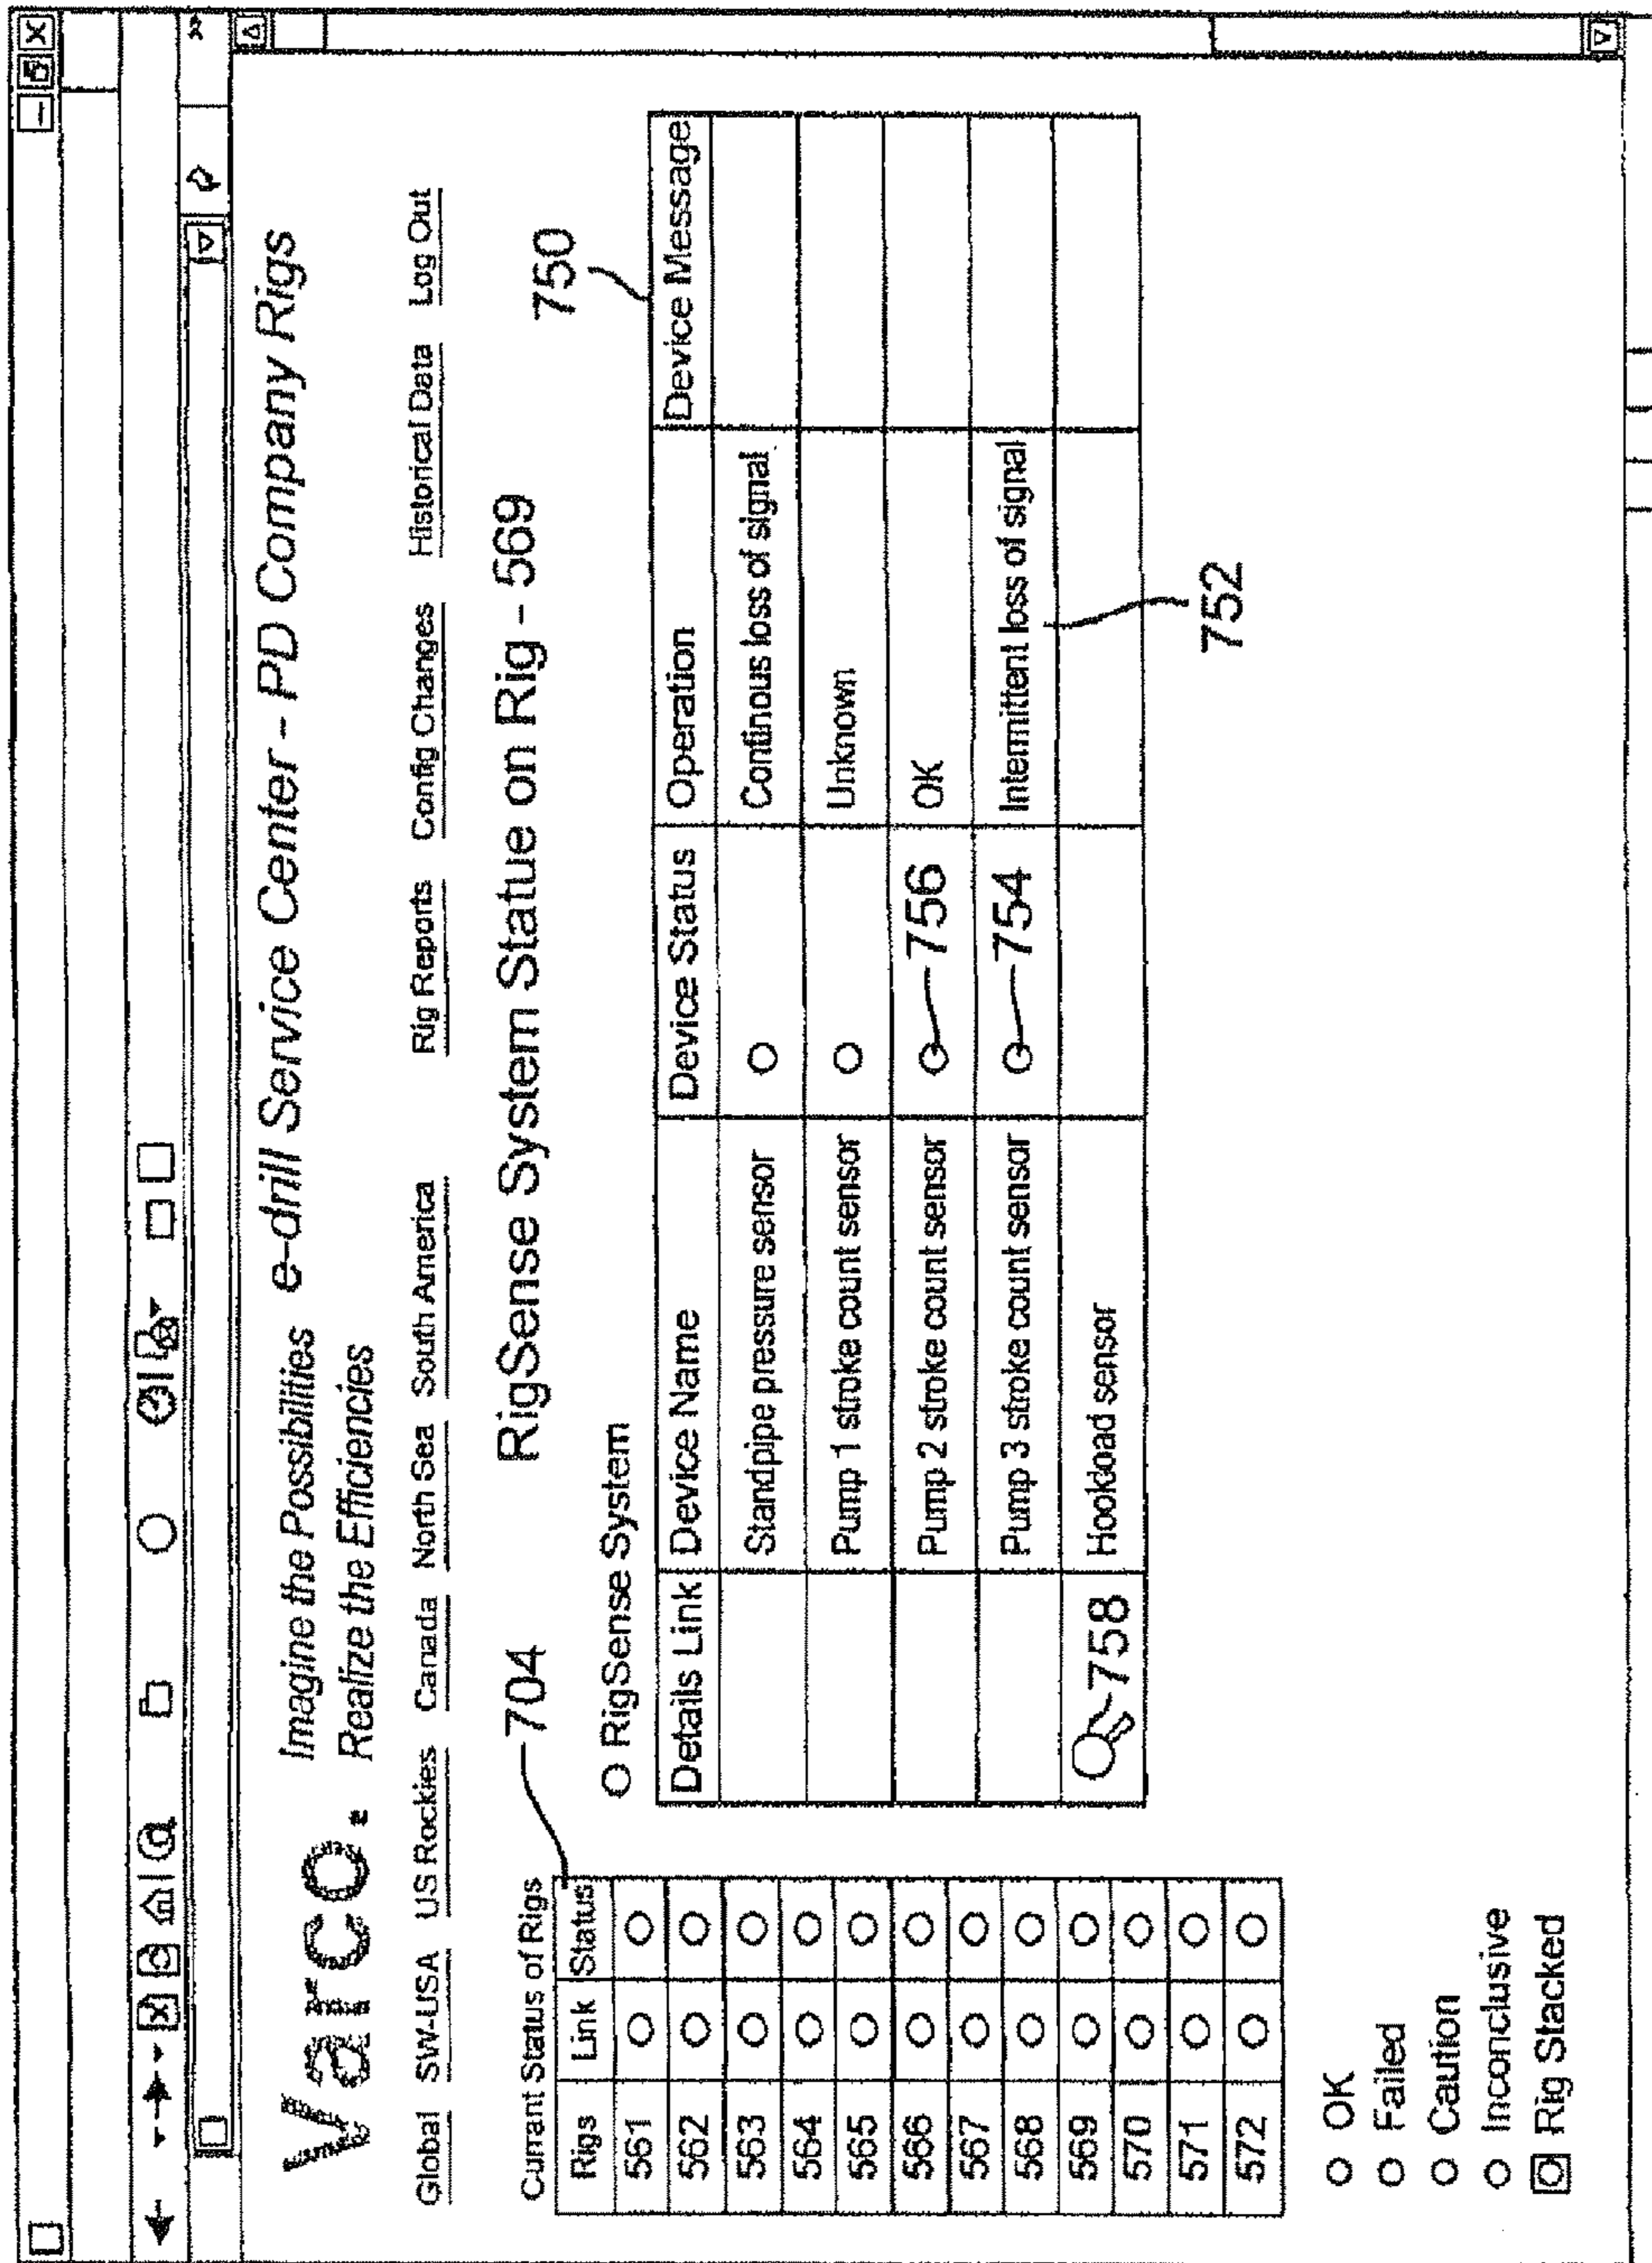 Varco.
Imagine the Possibilities
Realize the Efficiencies
e-drill Service Center - PD Company Rigs
Global SW-USA US Rockies Canada North Sea South America Rig Reports Config Changes Historical Data Log Out
RigSense System Statue on Rig - 569
704
750
Currant Status of Rigs
Rigs Link Status
561
562
563
564
565
566
567
568
569
570
571
572
RigSense System
Details Link Device Name Device Status Operation Device Message
Standpipe pressure sensor Continous loss of signal
Pump 1 stroke count sensor Unknown
Pump 2 stroke count sensor 756 OK
Pump 3 stroke count sensor 754 Intermittent loss of signal
758 Hookload sensor
752
OK
Failed
Caution
Inconclusive
Rig Stacked